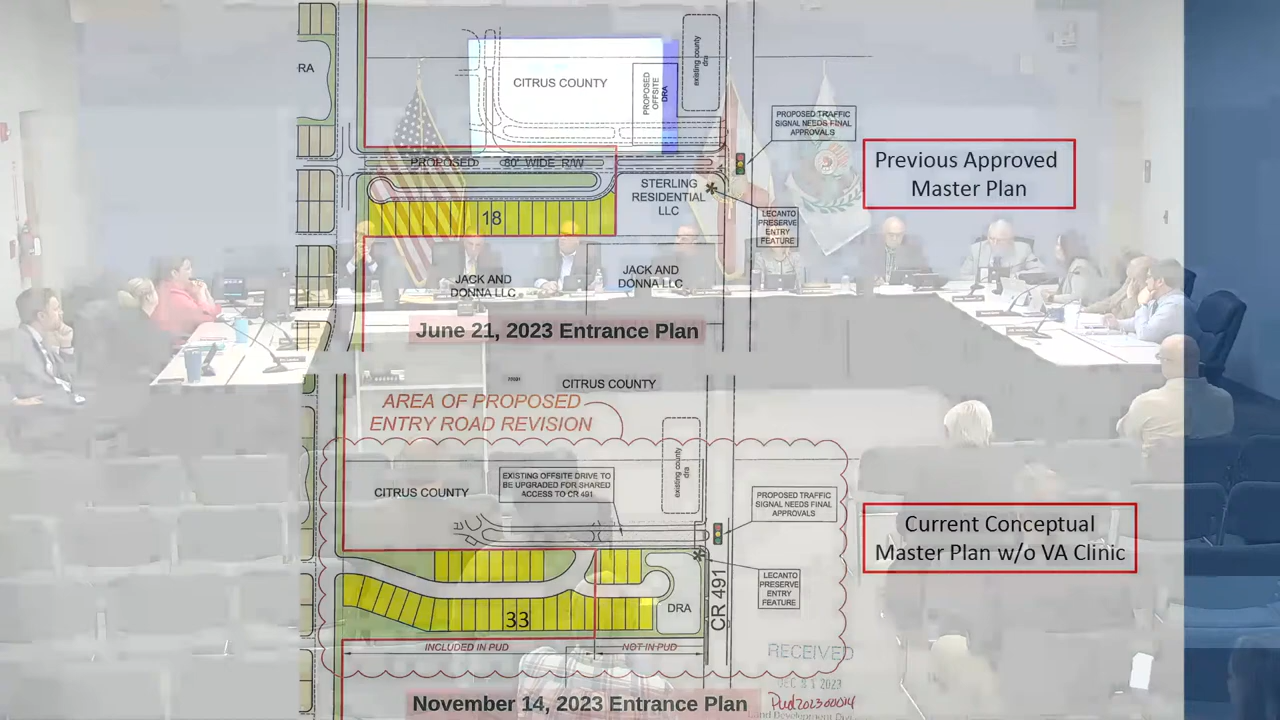 RA
CITRUS COUNTY
PROPOSED
OFFSITE
DRA
existing county
dra
PROPOSED TRAFFIC
SIGNAL NEEDS FINAL
APPROVALS
Previous Approved
Master Plan
PROPOSED 80' WIDE R/W
STERLING
RESIDENTIAL
LLC
18
LECANTO
PRESERVE
ENTRY
FEATURE
JACK AND
DONNA LLC
JACK AND
DONNA LLC
June 21, 2023 Entrance Plan
CITRUS COUNTY
AREA OF PROPOSED
ENTRY ROAD REVISION
existing county
dra
CITRUS COUNTY
EXISTING OFFSITE DRIVE TO
BE UPGRADED FOR SHARED
ACCESS TO CR 491
PROPOSED TRAFFIC
SIGNAL NEEDS FINAL
APPROVALS
Current Conceptual
Master Plan w/o VA Clinic
LECANTO
PRESERVE
ENTRY
FEATURE
CR 491
DRA
33
INCLUDED IN PUD
NOT IN PUD
RECEIVED
DEC 21 2023
November 14, 2023 Entrance Plan